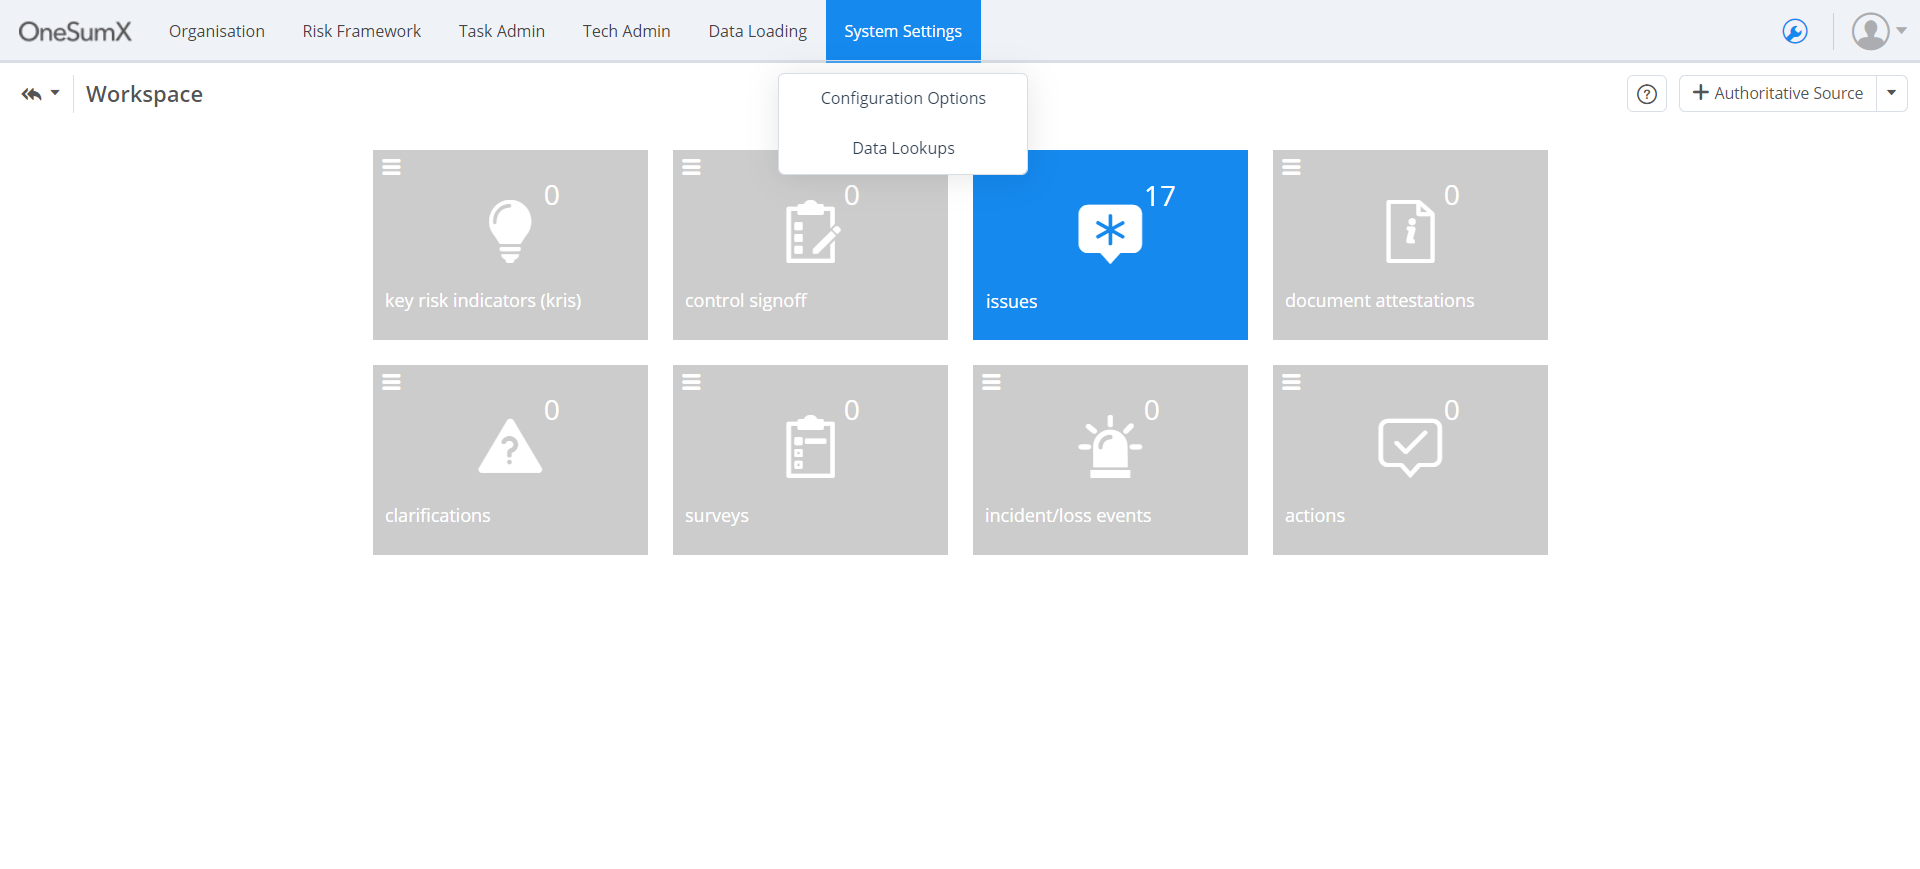 OneSumX Organisation Risk Framework Task Admin Tech Admin Data Loading System Settings
Workspace
Authoritative Source
Configuration Options
Data Lookups
0
key risk indicators (kris)
0
control signoff
17
issues
0
document attestations
0
clarifications
0
surveys
0
incident/loss events
0
actions